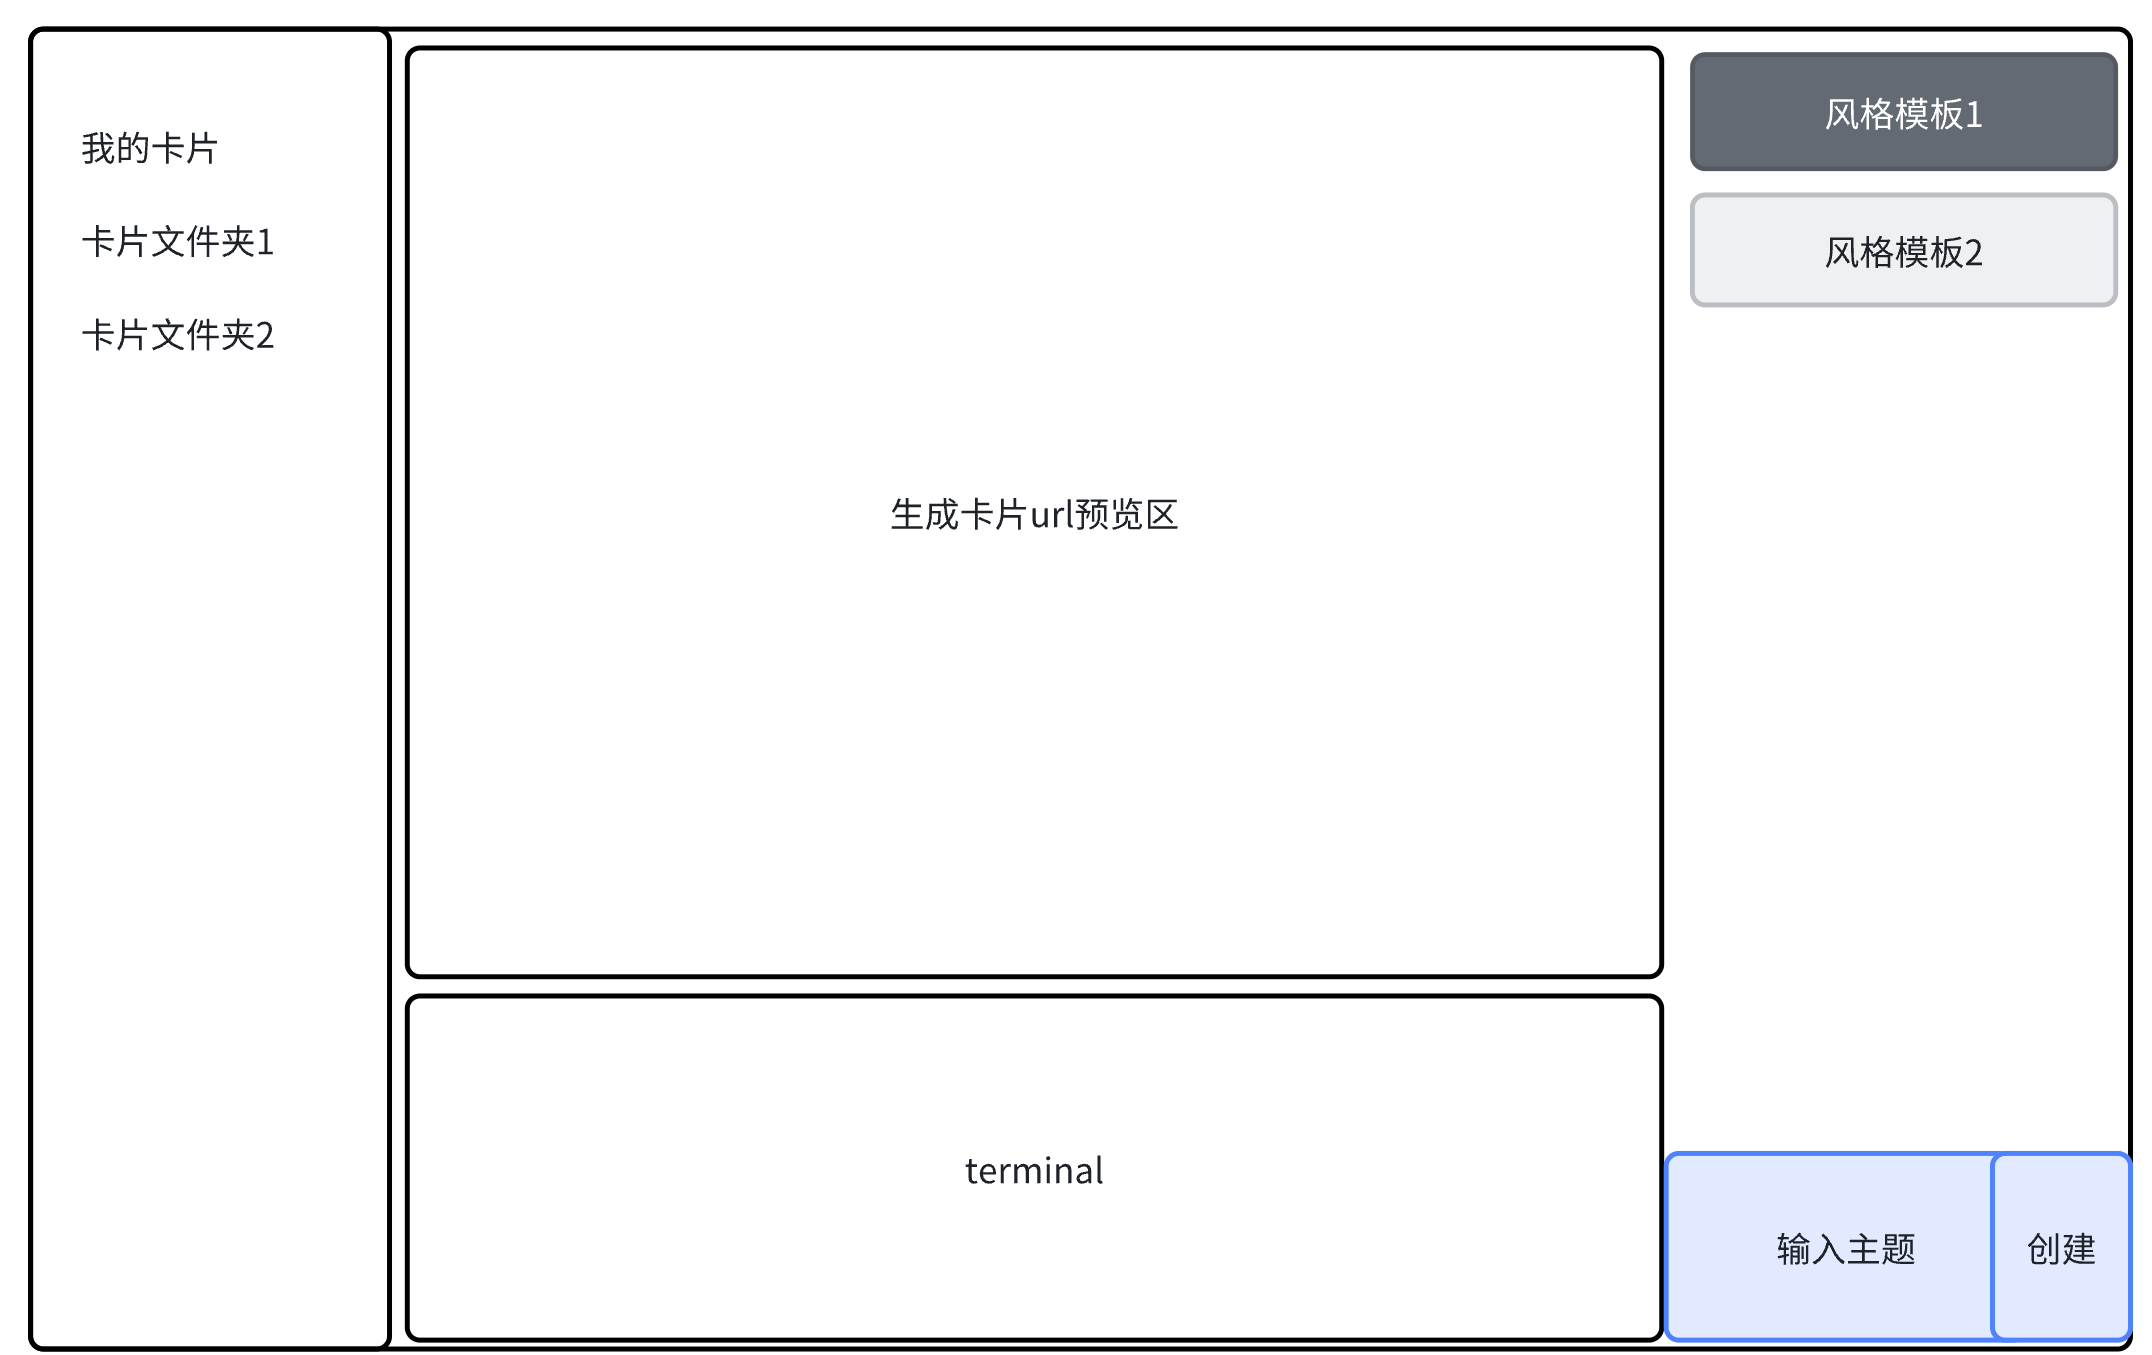 我的卡片
卡片文件夹1
卡片文件夹2
生成卡片url预览区
terminal
风格模板1
风格模板2
输入主题
创建